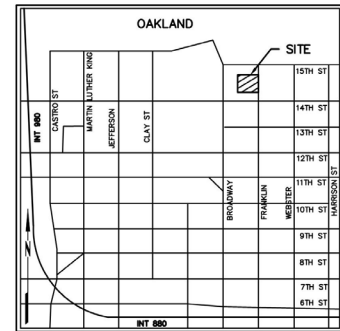 OAKLAND
SITE
15TH ST
14TH ST
13TH ST
12TH ST
11TH ST
10TH ST
9TH ST
8TH ST
7TH ST
6TH ST
INT 980
CASTRO ST
MARTIN LUTHER KING
JEFFERSON
CLAY ST
BROADWAY
FRANKLIN
WEBSTER
HARRISON ST
N
INT 880